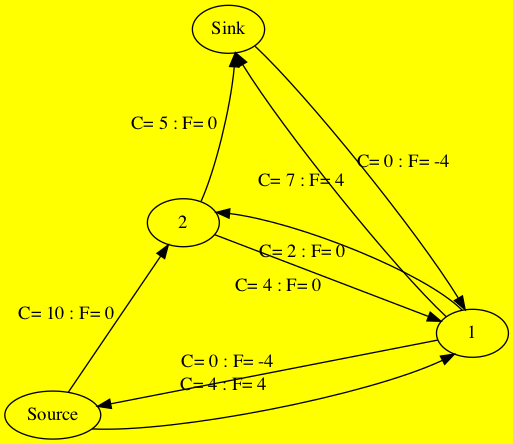 Sink
C= 5 : F= 0
C= 0 : F= -4
C= 7 : F= 4
2
C= 2 : F= 0
C= 4 : F= 0
C= 10 : F= 0
1
C= 0 : F= -4
C= 4 : F= 4
Source